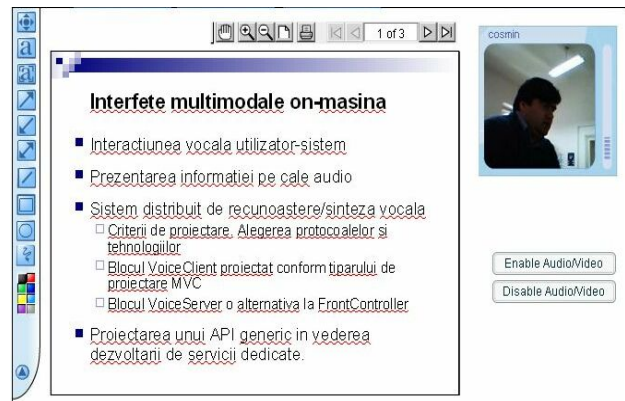 1 of 3
cosmin
a
a
Interfete multimodale on-masina
Interactiunea vocala utilizator-sistem
Prezentarea informatiei pe cale audio
Sistem distribuit de recunoastere/sinteza vocala
Criterii de proiectare. Alegerea protocoalelor si
tehnologiilor
Blocul VoiceClient proiectat conform tiparului de
proiectare MVC
Blocul VoiceServer o alternativa la FrontController
Proiectarea unui API generic in vederea
dezvoltarii de servicii dedicate.
Enable Audio/Video
Disable Audio/Video